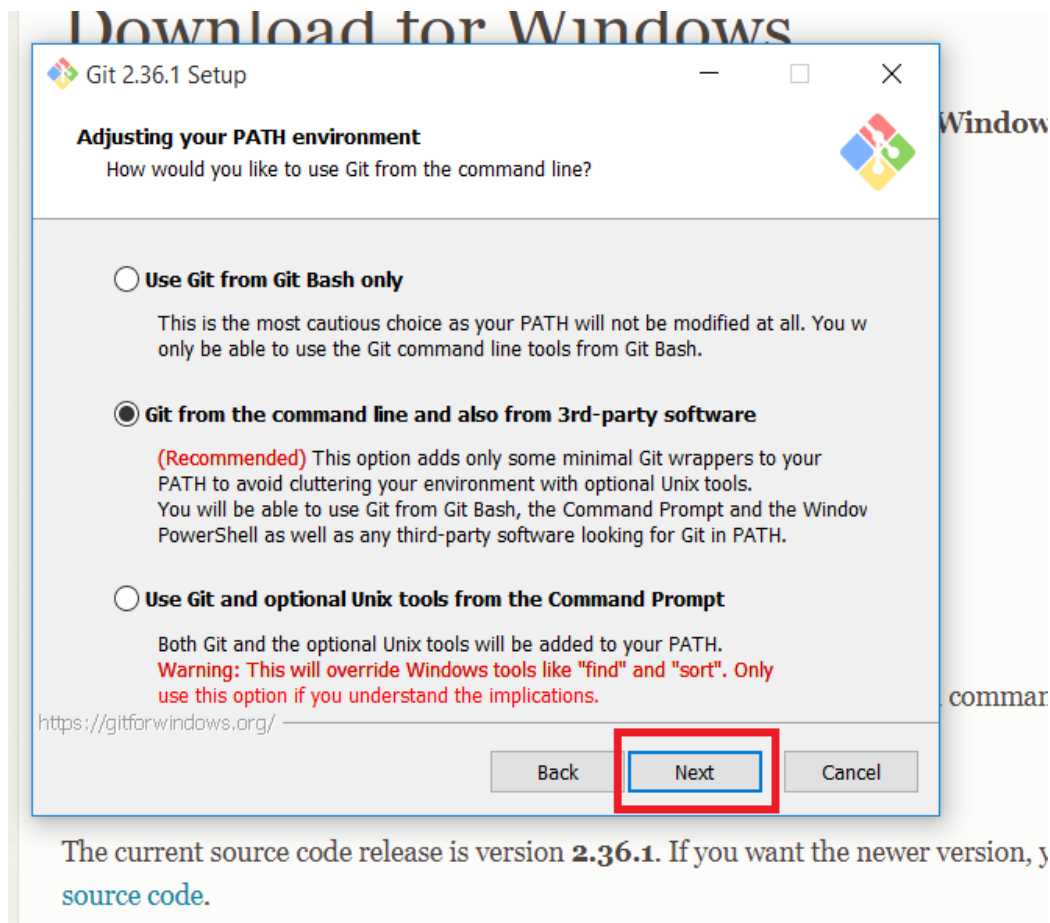 Download for Windows
Git 2.36.1 Setup
Adjusting your PATH environment
How would you like to use Git from the command line?
Window
Use Git from Git Bash only
This is the most cautious choice as your PATH will not be modified at all. You w
only be able to use the Git command line tools from Git Bash.
Git from the command line and also from 3rd-party software
(Recommended) This option adds only some minimal Git wrappers to your
PATH to avoid cluttering your environment with optional Unix tools.
You will be able to use Git from Git Bash, the Command Prompt and the Window
PowerShell as well as any third-party software looking for Git in PATH.
Use Git and optional Unix tools from the Command Prompt
Both Git and the optional Unix tools will be added to your PATH.
Warning: This will override Windows tools like "find" and "sort". Only
use this option if you understand the implications.
comman
https://gitforwindows.org/
Back Next Cancel
The current source code release is version 2.36.1. If you want the newer version, y
source code.